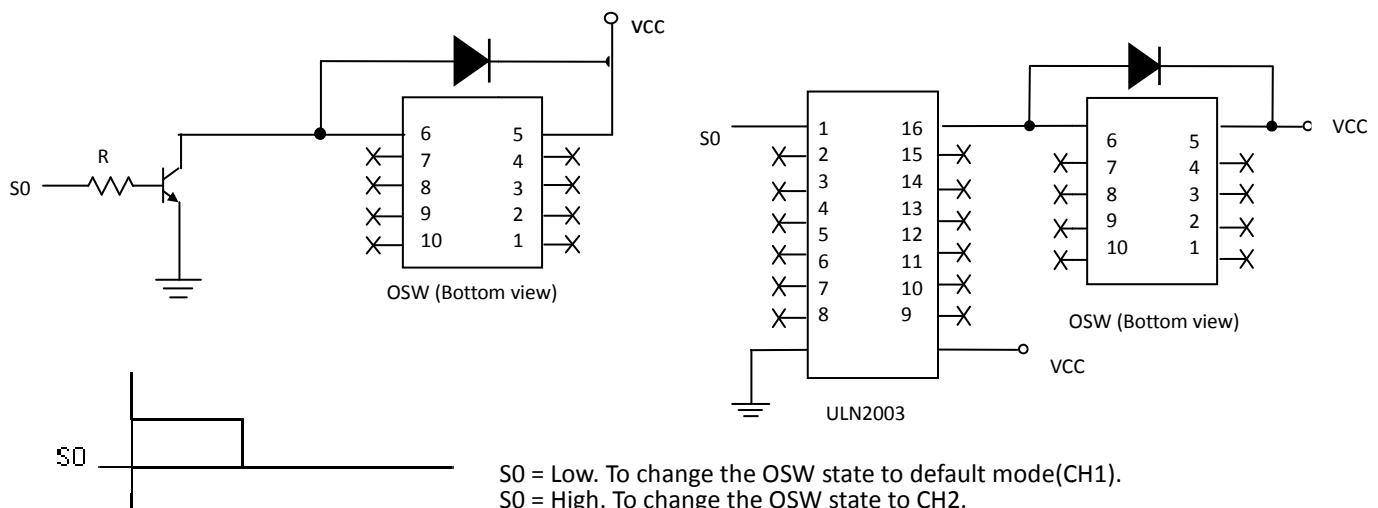 VCC
6 5
7 4
8 3
9 2
10 1
R
S0
OSW (Bottom view)
S0
1 16
2 15
3 14
4 13
5 12
6 11
7 10
8 9
VCC
ULN2003
6 5
7 4
8 3
9 2
10 1
VCC
OSW (Bottom view)
S0
S0 = Low. To change the OSW state to default mode(CH1).
S0 = High. To change the OSW state to CH2.